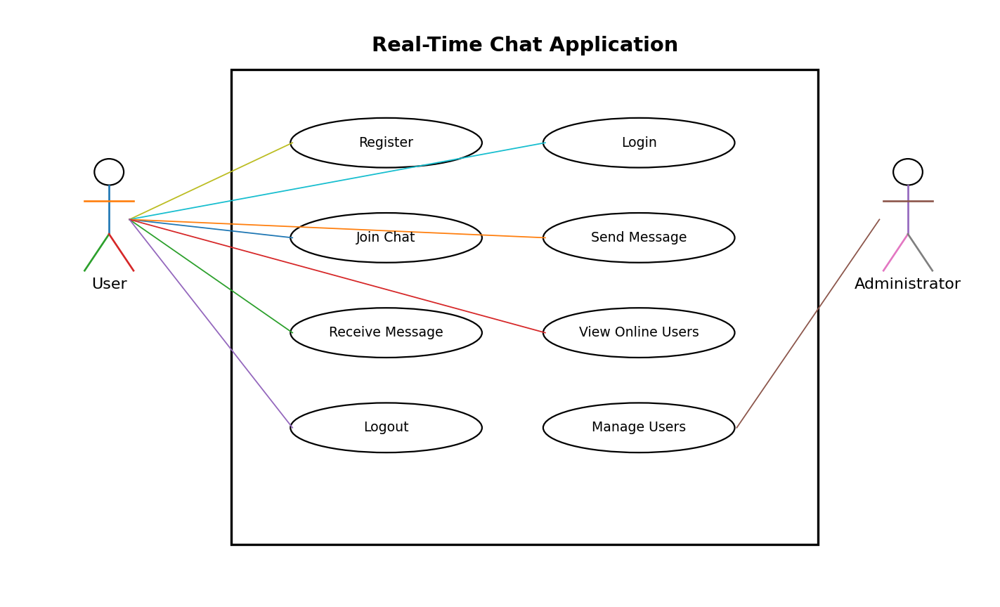 Real-Time Chat Application
Register
Login
Join Chat
Send Message
User
Administrator
Receive Message
View Online Users
Logout
Manage Users